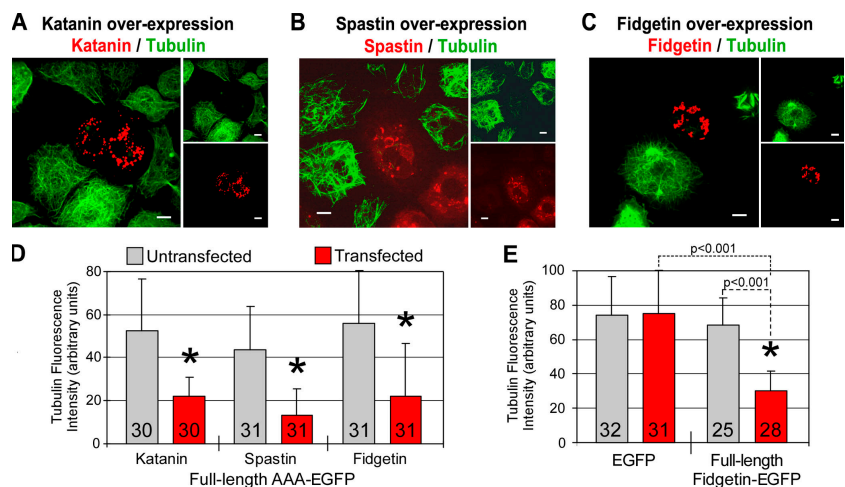 A Katanin over-expression
Katanin / Tubulin
B Spastin over-expression
Spastin / Tubulin
C Fidgetin over-expression
Fidgetin / Tubulin
D
Untransfected
Transfected
Tubulin Fluorescence
Intensity (arbitrary units)
80
60
40
20
0
*
*
*
30 30 31 31 31 31
Katanin Spastin Fidgetin
Full-length AAA-EGFP
E
p<0.001
p<0.001
Tubulin Fluorescence
Intensity (arbitrary units)
100
80
60
40
20
0
*
32 31 25 28
EGFP Full-length
Fidgetin-EGFP